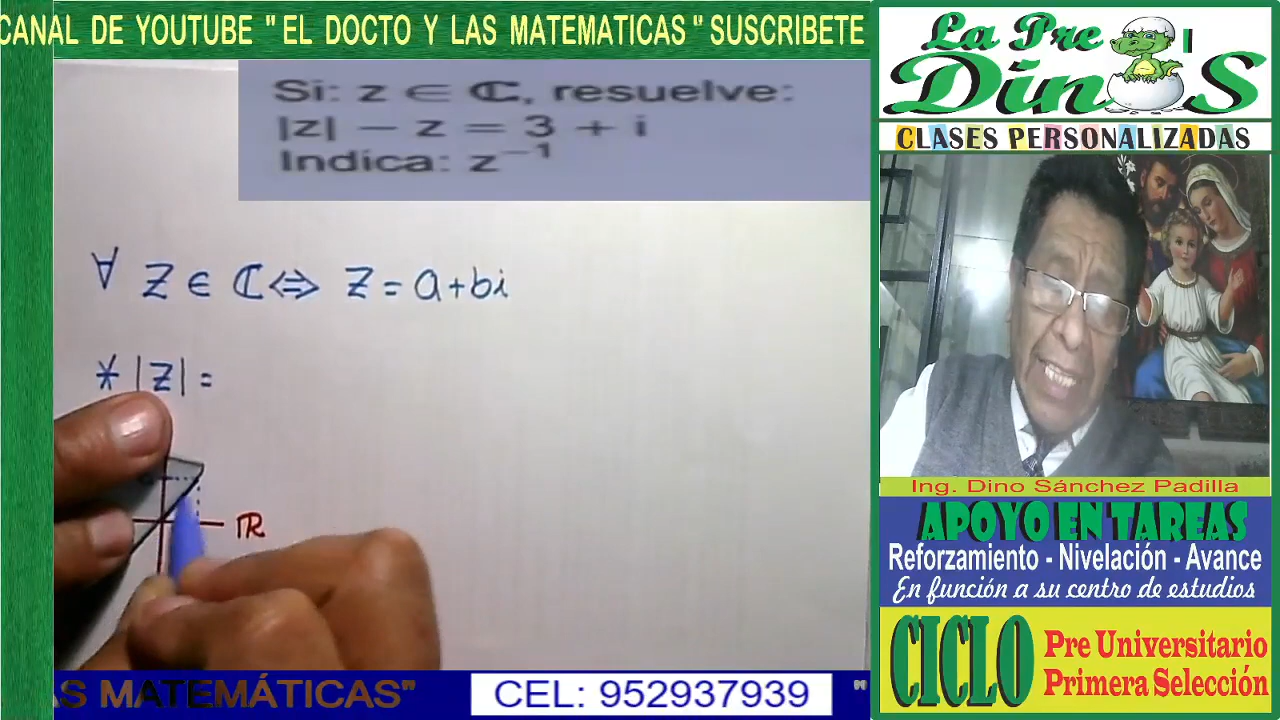 CANAL DE YOUTUBE " EL DOCTO Y LAS MATEMATICAS " SUSCRIBETE
Si: z ∈ ℂ, resuelve:
|z| − z = 3 + i
Indica: z⁻¹
∀ Z ∈ ℂ ⇔ Z = a+bi
* |Z| =
ℝ
AS MATEMÁTICAS"
CEL: 952937939
"
La Pre
DinoS
CLASES PERSONALIZADAS
Ing. Dino Sánchez Padilla
APOYO EN TAREAS
Reforzamiento - Nivelación - Avance
En función a su centro de estudios
CICLO
Pre Universitario
Primera Selección